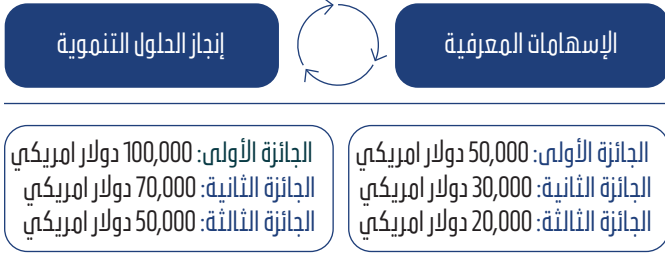 الإسهامات المعرفية
إنجاز الحلول التنموية
الجائزة الأولى: 50,000 دولار امريكي
الجائزة الثانية: 30,000 دولار امريكي
الجائزة الثالثة: 20,000 دولار امريكي
الجائزة الأولى: 100,000 دولار امريكي
الجائزة الثانية: 70,000 دولار امريكي
الجائزة الثالثة: 50,000 دولار امريكي